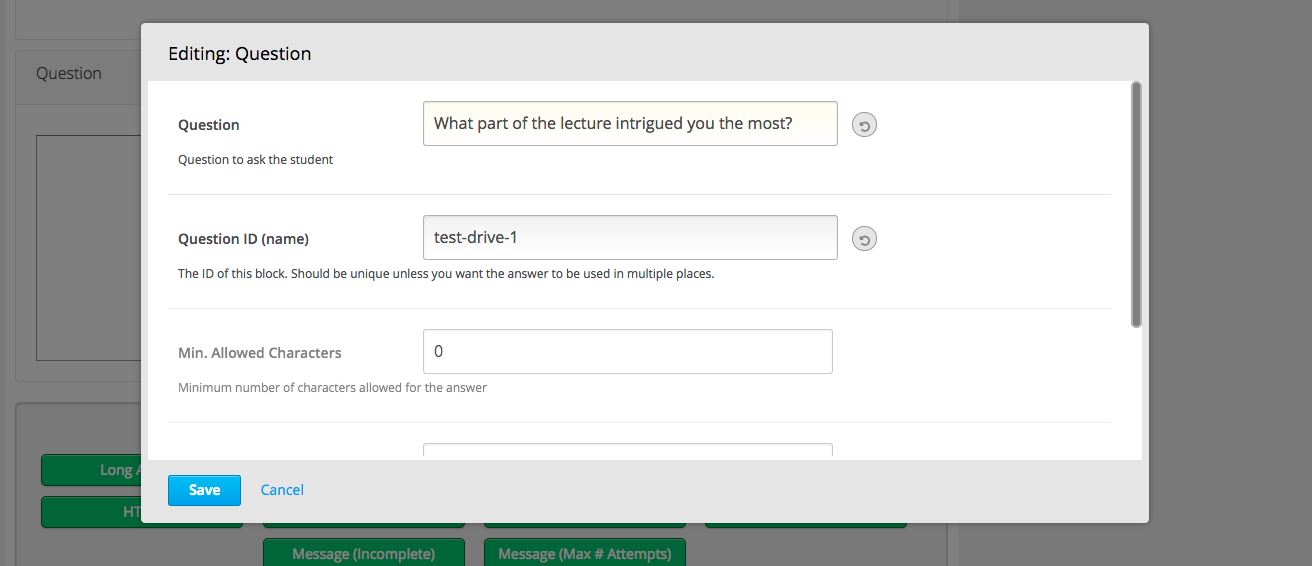 Editing: Question
Question
Question
What part of the lecture intrigued you the most?
Question to ask the student
Question ID (name)
test-drive-1
The ID of this block. Should be unique unless you want the answer to be used in multiple places.
Min. Allowed Characters
0
Minimum number of characters allowed for the answer
Long
Save
Cancel
HT
Message (Incomplete)
Message (Max # Attempts)